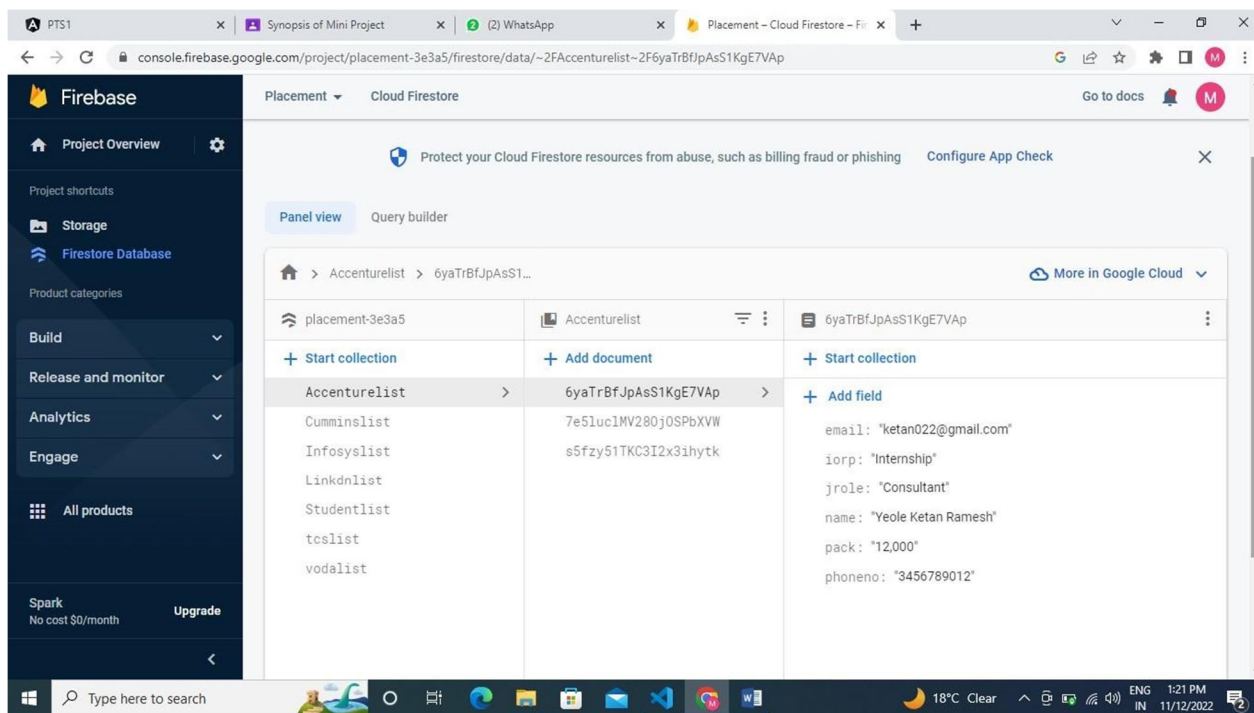 PTS1
Synopsis of Mini Project
(2) WhatsApp
Placement – Cloud Firestore – Fir
console.firebase.google.com/project/placement-3e3a5/firestore/data/~2FAccenturelist~2F6yaTrBfJpAsS1KgE7VAp
Firebase
Placement
Cloud Firestore
Go to docs
M
Project Overview
Protect your Cloud Firestore resources from abuse, such as billing fraud or phishing
Configure App Check
Project shortcuts
Storage
Firestore Database
Product categories
Build
Release and monitor
Analytics
Engage
All products
Spark
No cost $0/month
Upgrade
Panel view
Query builder
Accenturelist > 6yaTrBfJpAsS1...
More in Google Cloud
placement-3e3a5
Start collection
Accenturelist
Cumminslist
Infosyslist
Linkdnlist
Studentlist
tcslist
vodalist
Accenturelist
Add document
6yaTrBfJpAsS1KgE7VAp
7e5luclMV28OjOSPbXVW
s5fzy51TKC3I2x3ihytk
6yaTrBfJpAsS1KgE7VAp
Start collection
Add field
email: "ketan022@gmail.com"
iorp: "Internship"
jrole: "Consultant"
name: "Yeole Ketan Ramesh"
pack: "12,000"
phoneno: "3456789012"
Type here to search
18°C Clear
ENG
IN
1:21 PM
11/12/2022
2